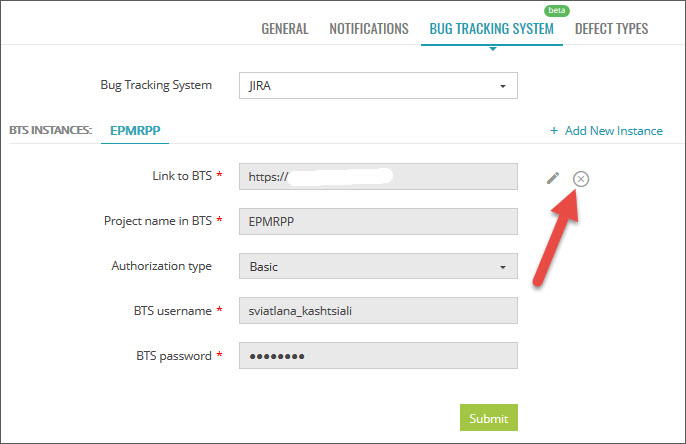 beta
GENERAL NOTIFICATIONS BUG TRACKING SYSTEM DEFECT TYPES
Bug Tracking System JIRA
BTS INSTANCES: EPMRPP + Add New Instance
Link to BTS * https://
Project name in BTS * EPMRPP
Authorization type Basic
BTS username * sviatlana_kashtsiali
BTS password * ●●●●●●●●
Submit